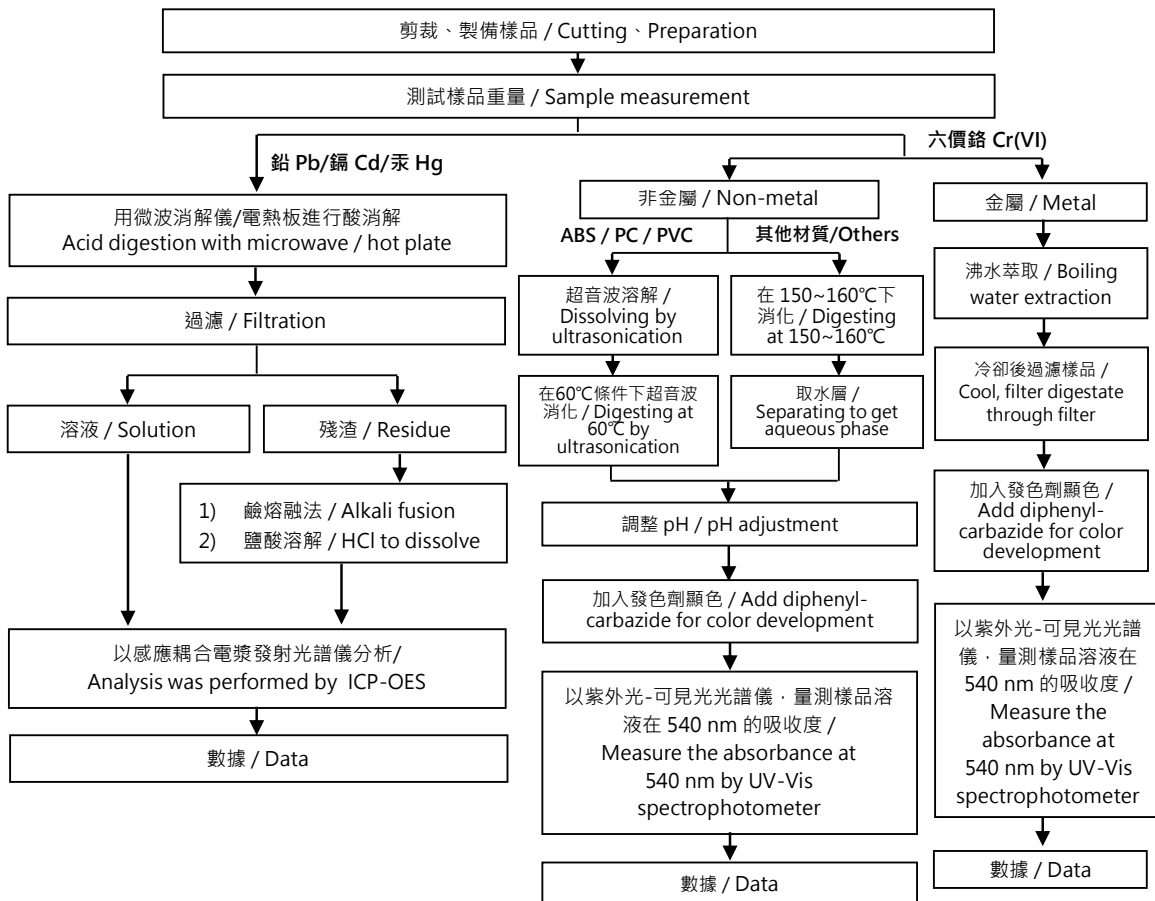 剪裁、製備樣品 / Cutting、Preparation
測試樣品重量 / Sample measurement
鉛 Pb/鎘 Cd/汞 Hg
六價鉻 Cr(VI)
用微波消解儀/電熱板進行酸消解
Acid digestion with microwave / hot plate
過濾 / Filtration
溶液 / Solution
殘渣 / Residue
1) 鹼熔融法 / Alkali fusion
2) 鹽酸溶解 / HCl to dissolve
以感應耦合電漿發射光譜儀分析/
Analysis was performed by ICP-OES
數據 / Data
非金屬 / Non-metal
ABS / PC / PVC
其他材質/Others
超音波溶解 /
Dissolving by
ultrasonication
在60℃條件下超音波
消化 / Digesting at
60℃ by
ultrasonication
在 150~160℃下
消化 / Digesting
at 150~160℃
取水層 /
Separating to get
aqueous phase
調整 pH / pH adjustment
加入發色劑顯色 / Add diphenyl-
carbazide for color development
以紫外光-可見光光譜儀，量測樣品溶
液在 540 nm 的吸收度 /
Measure the absorbance at
540 nm by UV-Vis
spectrophotometer
數據 / Data
金屬 / Metal
沸水萃取 / Boiling
water extraction
冷卻後過濾樣品 /
Cool, filter digestate
through filter
加入發色劑顯色 /
Add diphenyl-
carbazide for color
development
以紫外光-可見光光譜
儀，量測樣品溶液在
540 nm 的吸收度 /
Measure the
absorbance at
540 nm by UV-Vis
spectrophotometer
數據 / Data